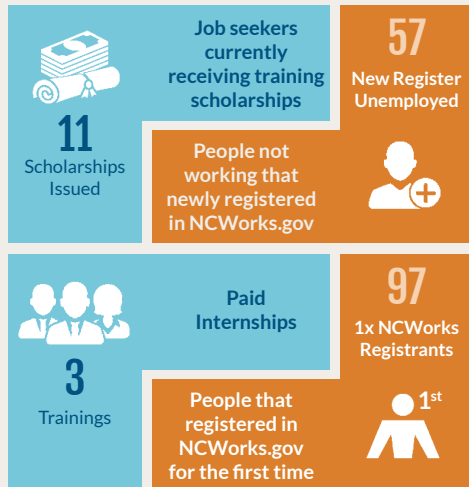 11
Scholarships
Issued
Job seekers
currently
receiving training
scholarships
57
New Register
Unemployed
People not
working that
newly registered
in NCWorks.gov
3
Trainings
Paid
Internships
97
1x NCWorks
Registrants
1st
People that
registered in
NCWorks.gov
for the first time